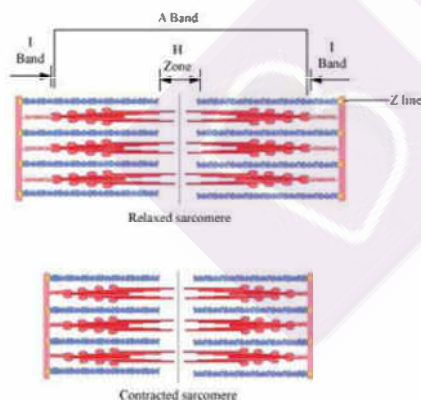 A Band
I Band
H Zone
I Band
Z line
Relaxed sarcomere
Contracted sarcomere